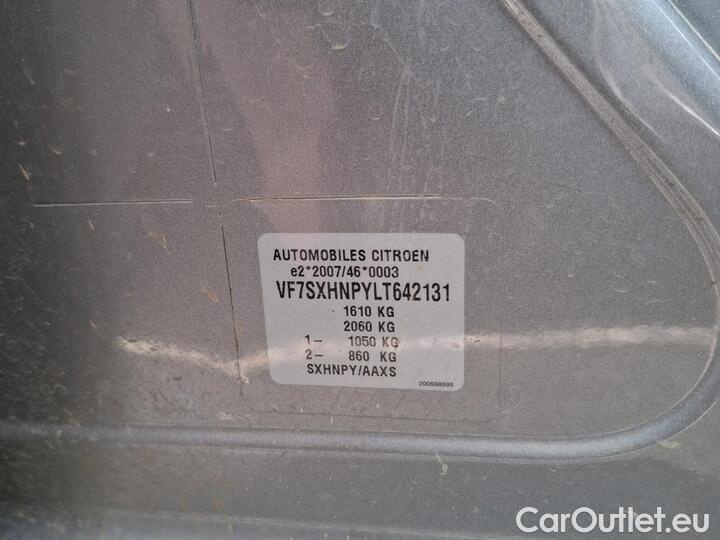 AUTOMOBILES CITROEN
e2*2007/46*0003
VF7SXHNPYLT642131
1610 KG
2060 KG
1- 1050 KG
2- 860 KG
SXHNPY/AAXS
200598595
CarOutlet.eu